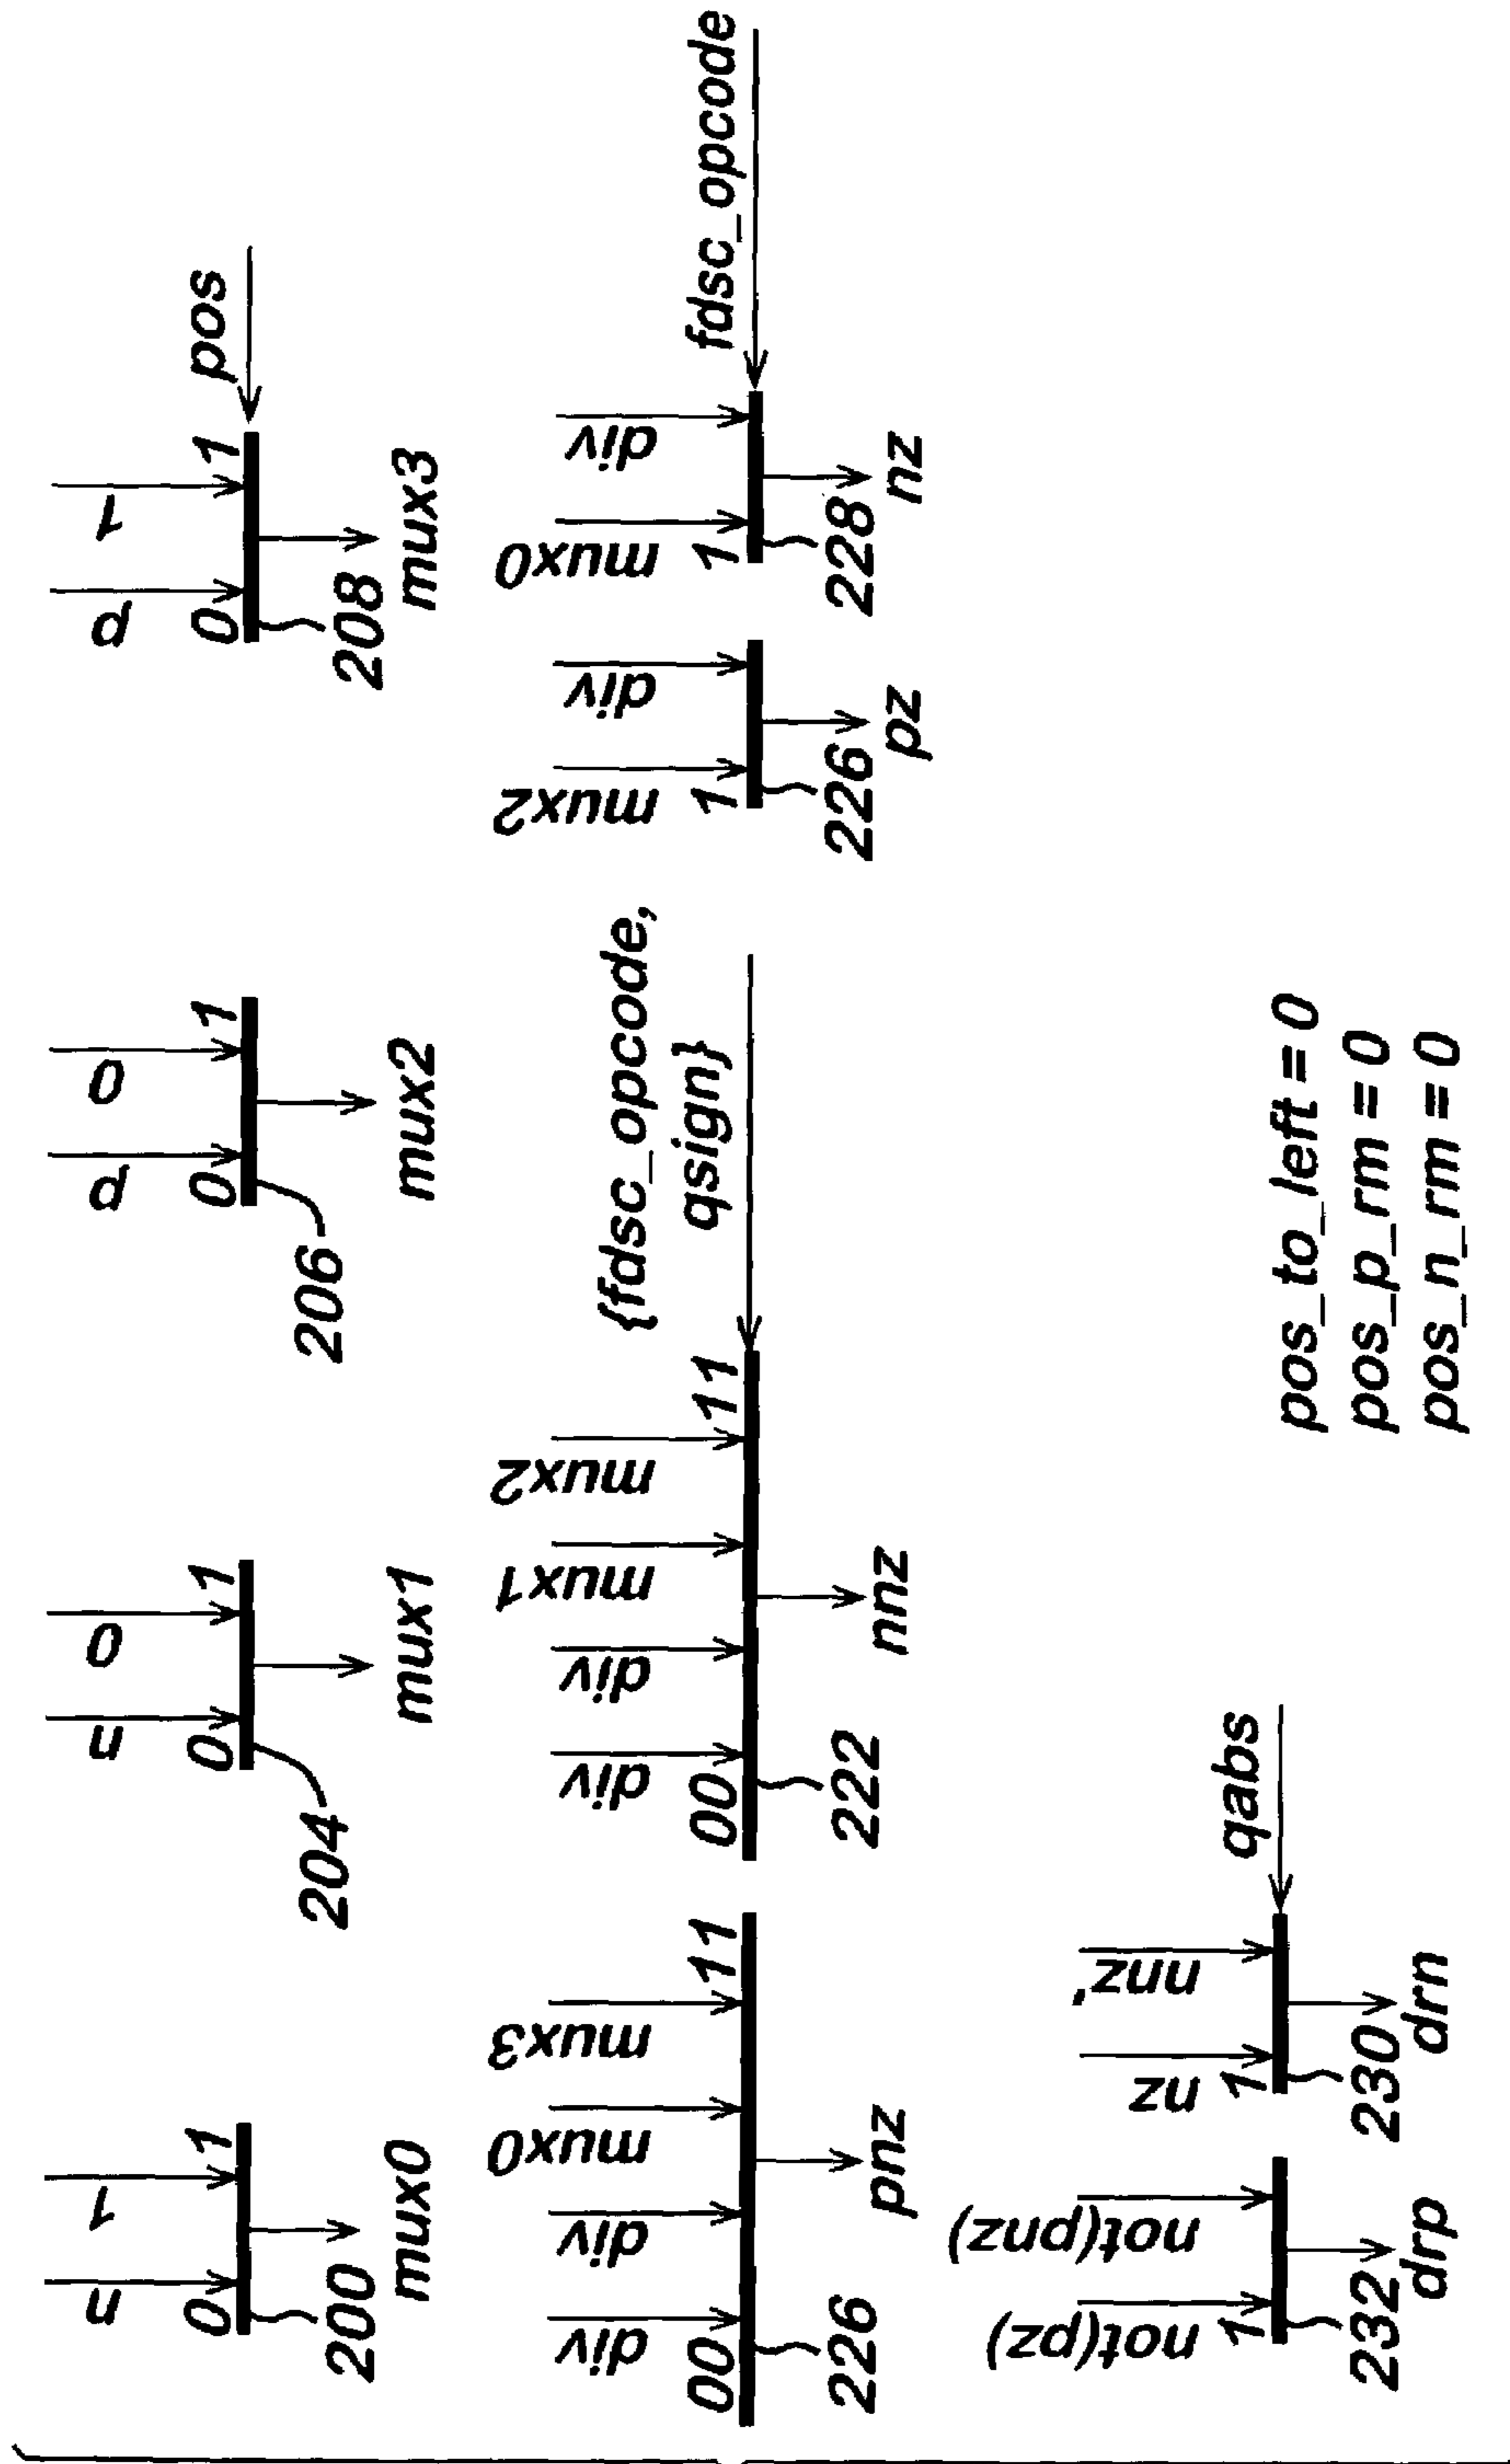 n 1 n 0 p 0 p 1
0 1 0 1 0 1 0 1 pos
200 204 206 208
mux0 mux1 mux2 mux3
div div mux0 mux3 div div mux1 mux2 {fdsc_opcode, mux2 div mux0 div
00 11 00 11 qsign} 1 1 fdsc_opcode
226 222 226 228
pnz nnz pz nz
not(pz) not(pnz) nz nnz'
1 1 qabs
232 230
drp drn
pos_to_left = 0
pos_p_rm = 0
pos_n_rm = 0